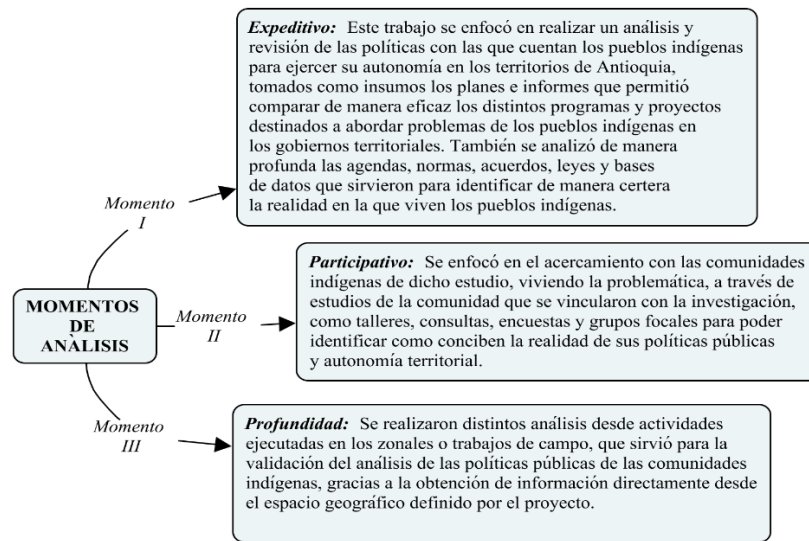 Expeditivo: Este trabajo se enfocó en realizar un análisis y
revisión de las políticas con las que cuentan los pueblos indígenas
para ejercer su autonomía en los territorios de Antioquia,
tomados como insumos los planes e informes que permitió
comparar de manera eficaz los distintos programas y proyectos
destinados a abordar problemas de los pueblos indígenas en
los gobiernos territoriales. También se analizó de manera
profunda las agendas, normas, acuerdos, leyes y bases
de datos que sirvieron para identificar de manera certera
la realidad en la que viven los pueblos indígenas.
Momento
I
Participativo: Se enfocó en el acercamiento con las comunidades
indígenas de dicho estudio, viviendo la problemática, a través de
estudios de la comunidad que se vincularon con la investigación,
como talleres, consultas, encuestas y grupos focales para poder
identificar como conciben la realidad de sus políticas públicas
y autonomía territorial.
MOMENTOS
DE
ANÀLISIS
Momento
II
Momento
III
Profundidad: Se realizaron distintos análisis desde actividades
ejecutadas en los zonales o trabajos de campo, que sirvió para la
validación del análisis de las políticas públicas de las comunidades
indígenas, gracias a la obtención de información directamente desde
el espacio geográfico definido por el proyecto.